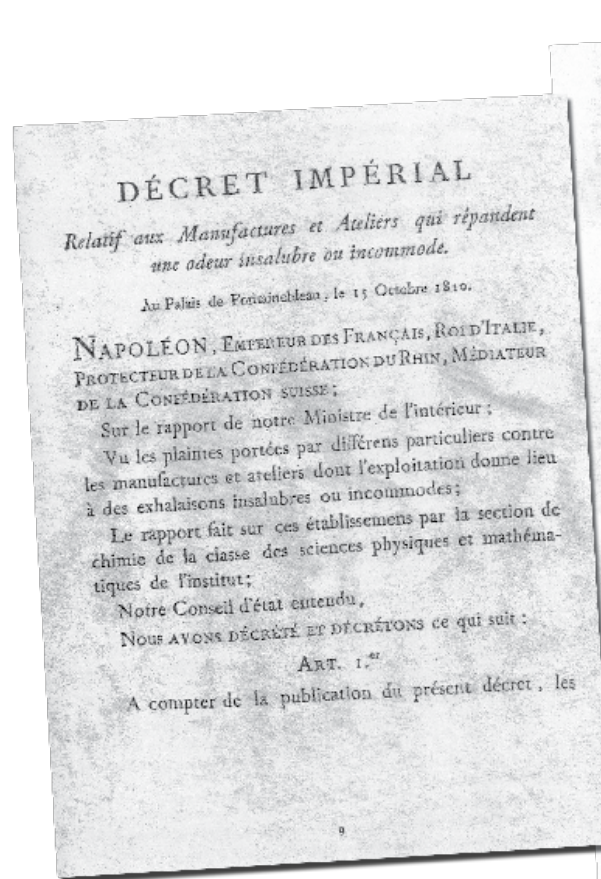 DÉCRET IMPÉRIAL
Relatif aux Manufactures et Ateliers qui répandent
une odeur insalubre ou incommode.
Au Palais de Fontainebleau, le 15 Octobre 1810.
NAPOLÉON, EMPEREUR DES FRANÇAIS, ROI D'ITALIE,
PROTECTEUR DE LA CONFÉDÉRATION DU RHIN, MÉDIATEUR
DE LA CONFÉDÉRATION SUISSE;
Sur le rapport de notre Ministre de l'intérieur;
Vu les plaintes portées par différens particuliers contre
les manufactures et ateliers dont l'exploitation donne lieu
à des exhalaisons insalubres ou incommodes;
Le rapport fait sur ces établissemens par la section de
chimie de la classe des sciences physiques et mathéma-
tiques de l'institut;
Notre Conseil d'état entendu,
NOUS AVONS DÉCRÉTÉ ET DÉCRÉTONS ce qui suit :
ART. 1.er
A compter de la publication du présent décret, les
9